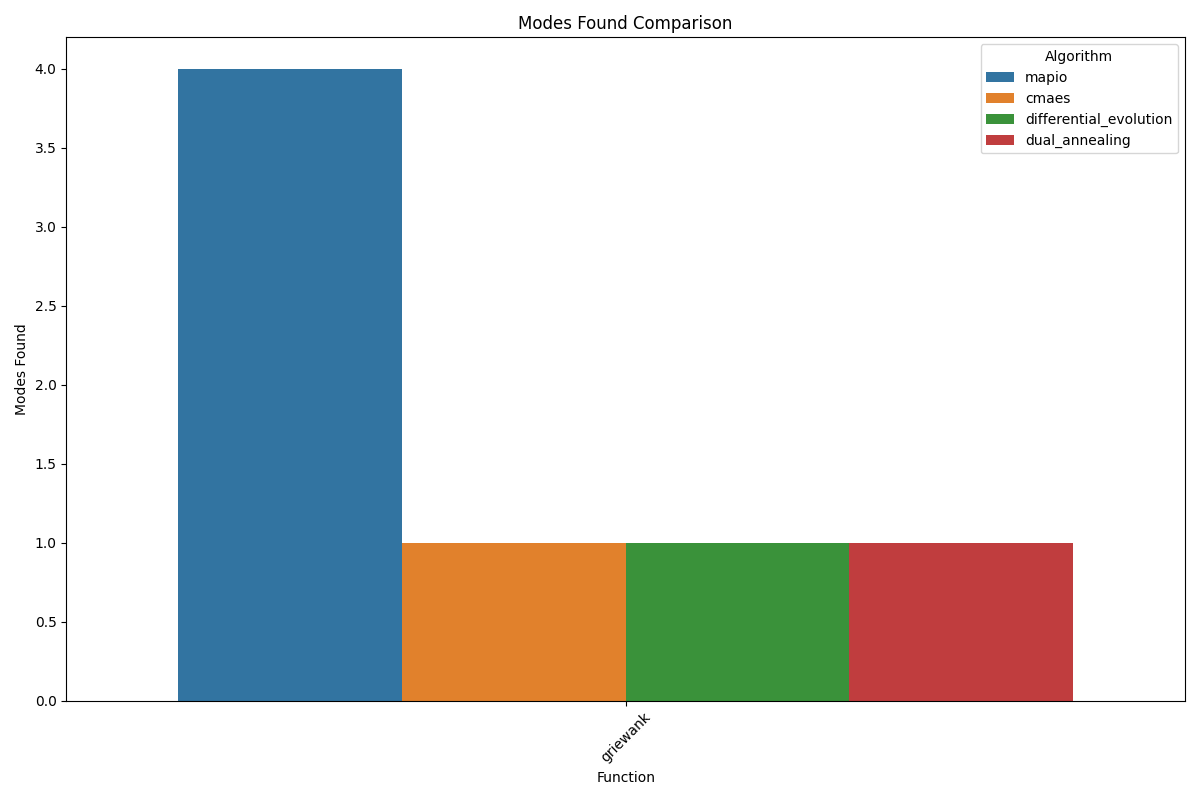 Modes Found Comparison
Algorithm
mapio
cmaes
differential_evolution
dual_annealing
4.0
3.5
3.0
2.5
2.0
1.5
1.0
0.5
0.0
Modes Found
griewank
Function